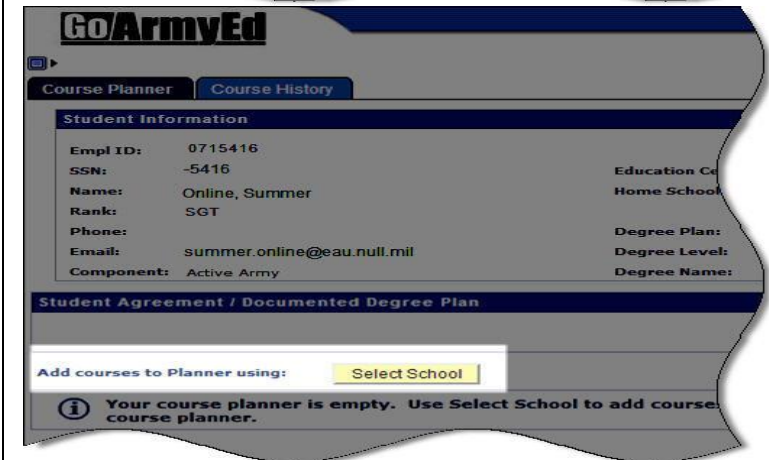 GoArmyEd
Course Planner Course History
Student Information
Empl ID: 0715416
SSN: -5416 Education Ce
Name: Online, Summer Home School
Rank: SGT
Phone: Degree Plan:
Email: summer.online@eau.null.mil Degree Level:
Component: Active Army Degree Name:
Student Agreement / Documented Degree Plan
Add courses to Planner using: Select School
Your course planner is empty. Use Select School to add course
course planner.